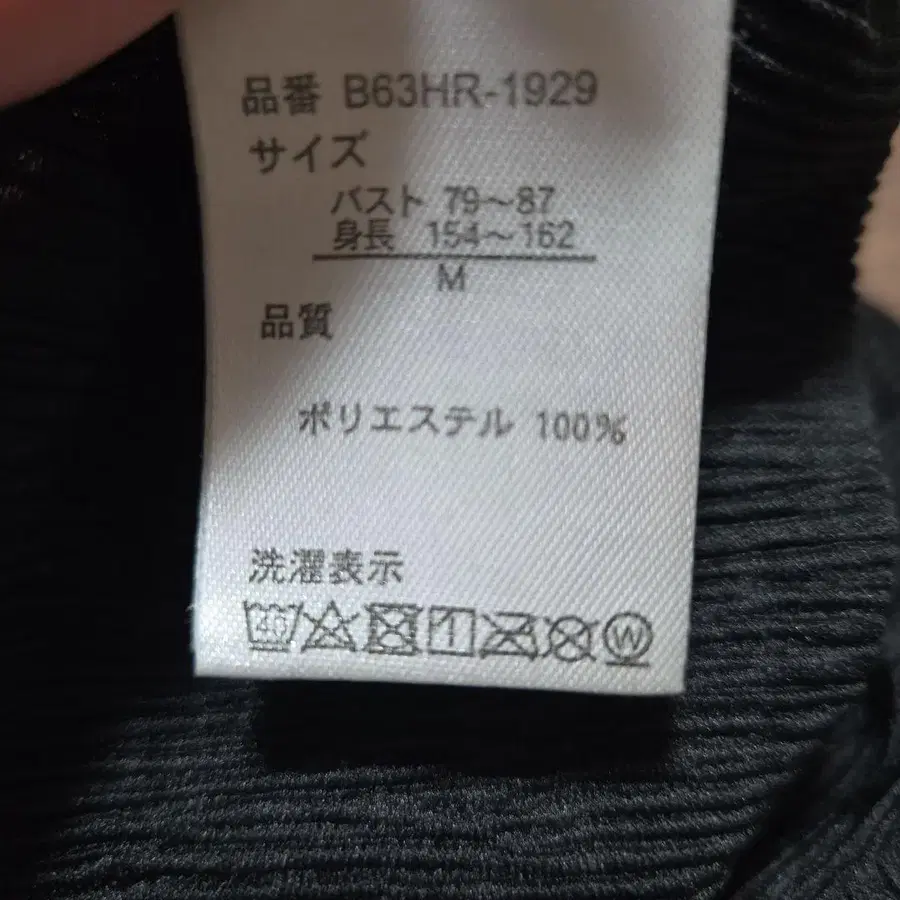 品番 B63HR-1929
サイズ
バスト 79～87
身長 154～162
M
品質
ポリエステル 100%
洗濯表示
40 W